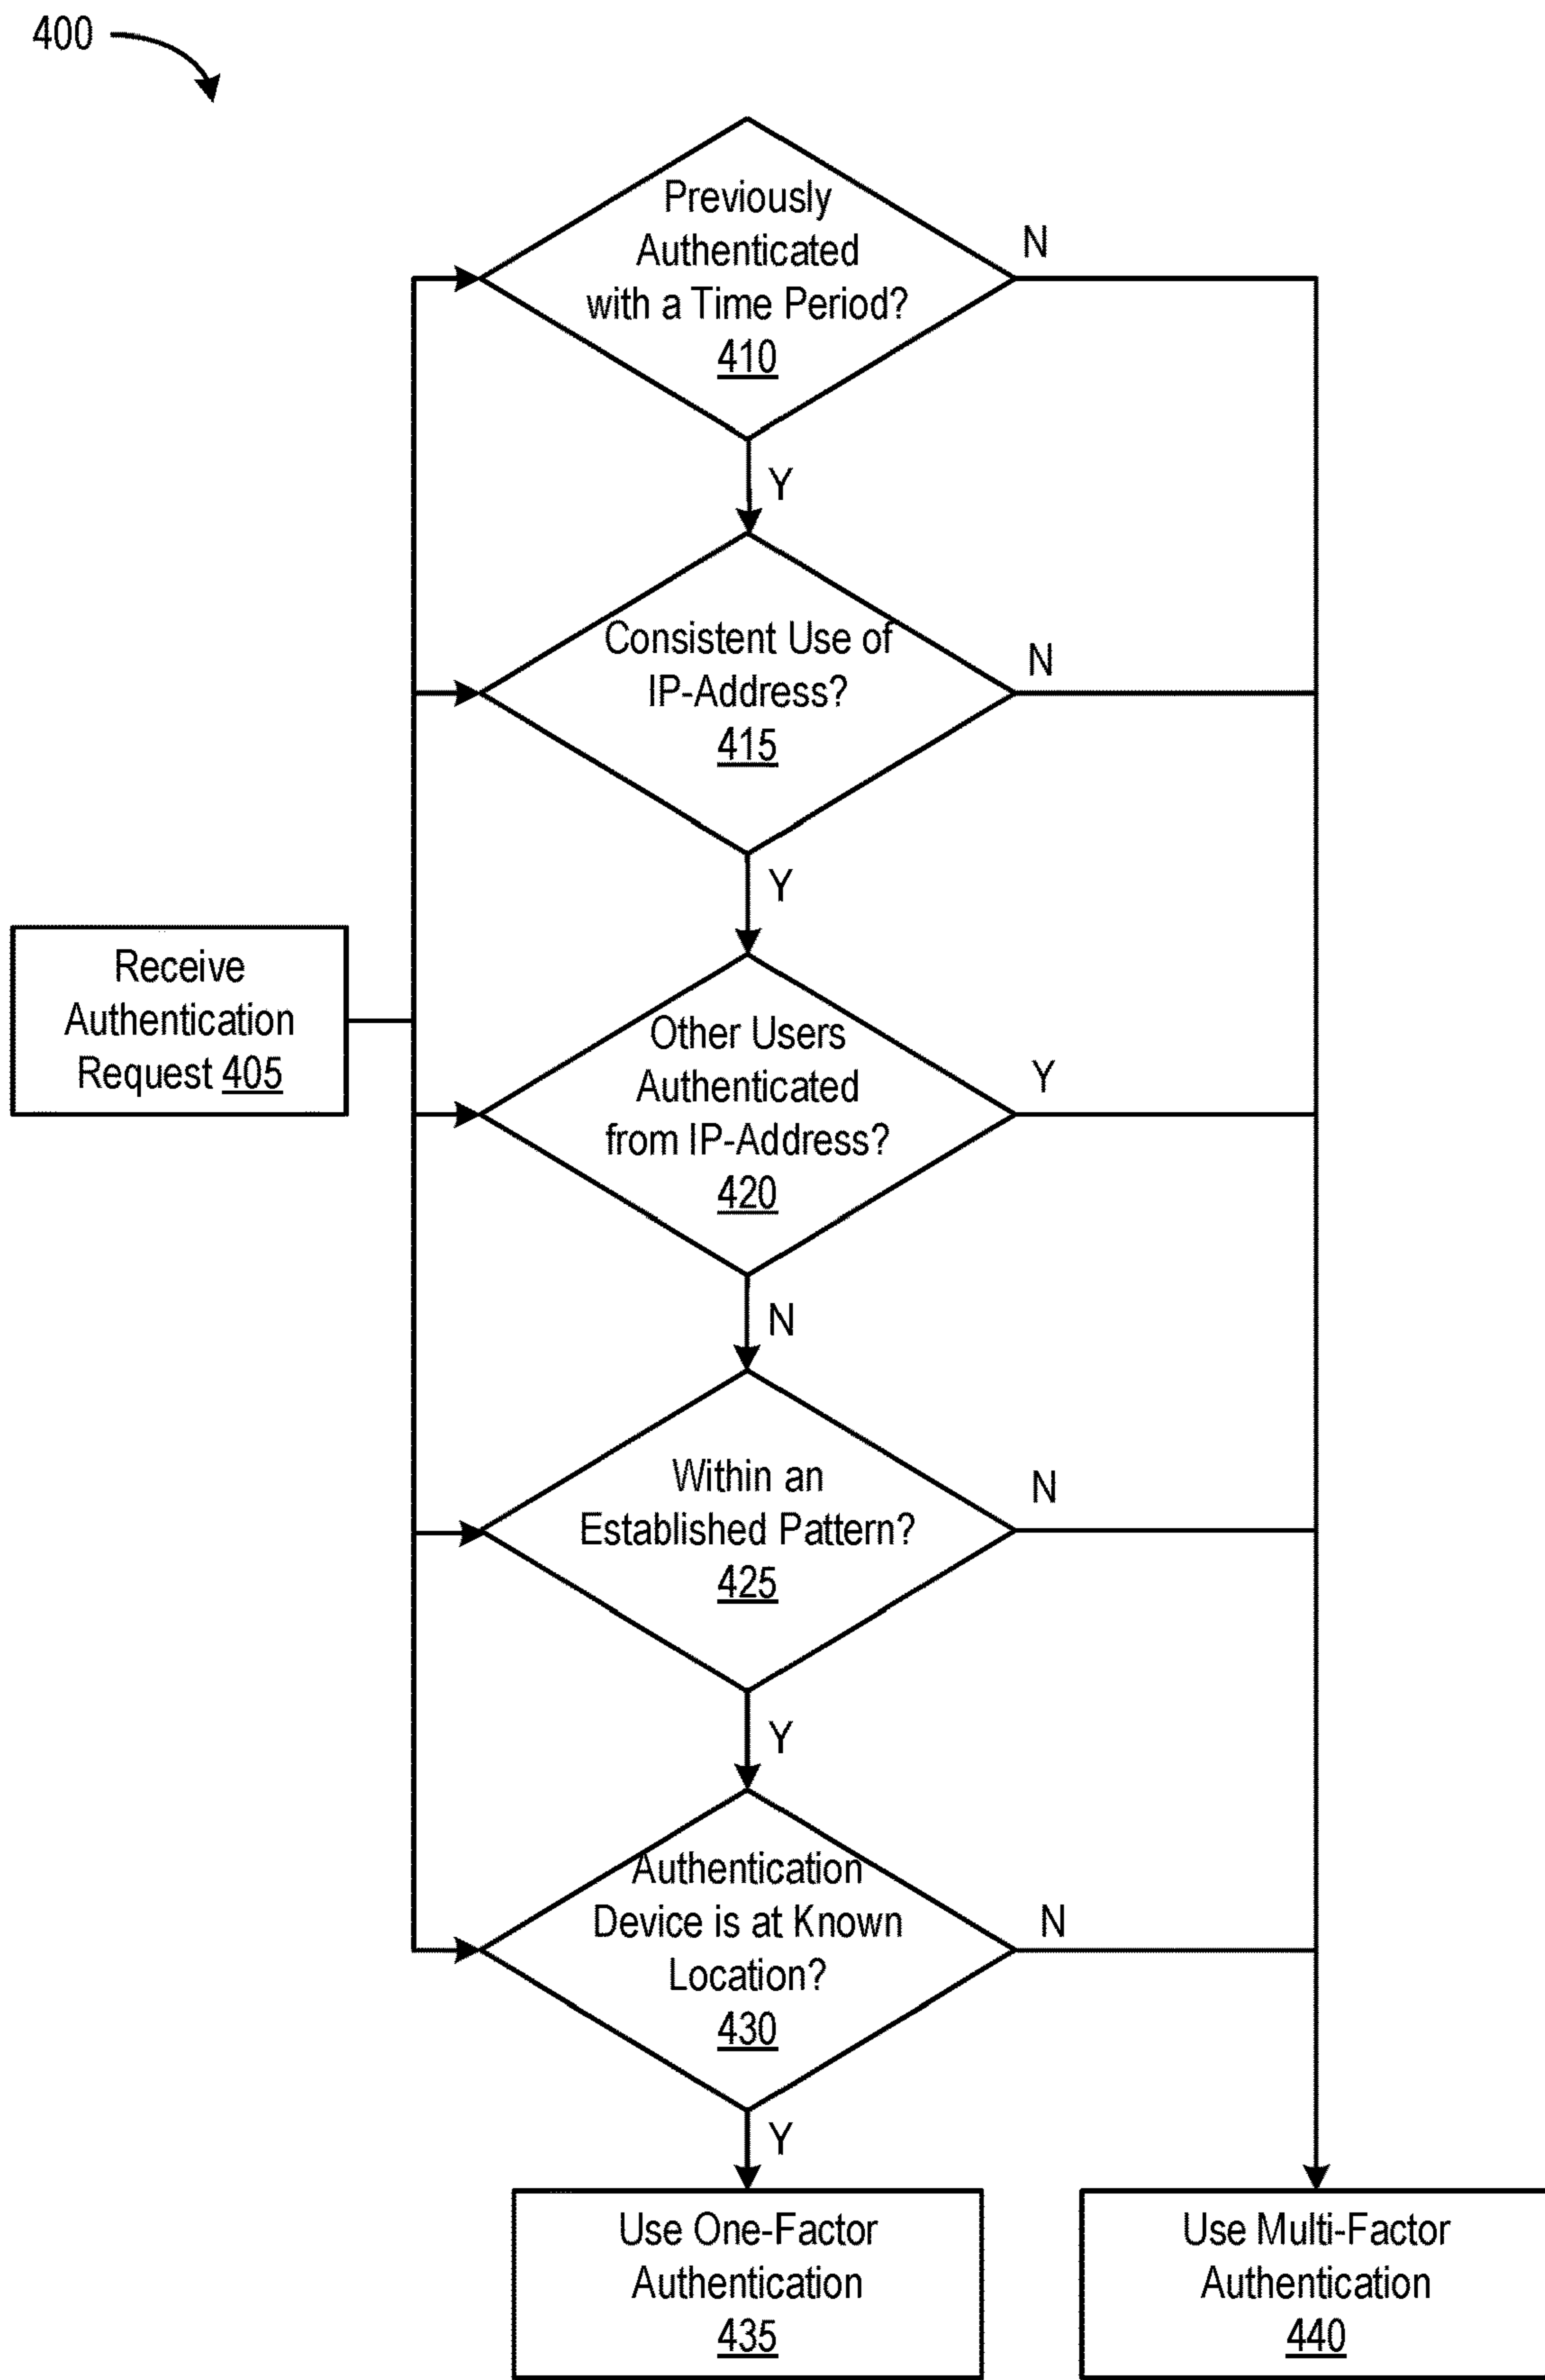 400
Previously
Authenticated
with a Time Period?
410
N
Y
Consistent Use of
IP-Address?
415
N
Y
Receive
Authentication
Request 405
Other Users
Authenticated
from IP-Address?
420
Y
N
Within an
Established Pattern?
425
N
Y
Authentication
Device is at Known
Location?
430
N
Y
Use One-Factor
Authentication
435
Use Multi-Factor
Authentication
440